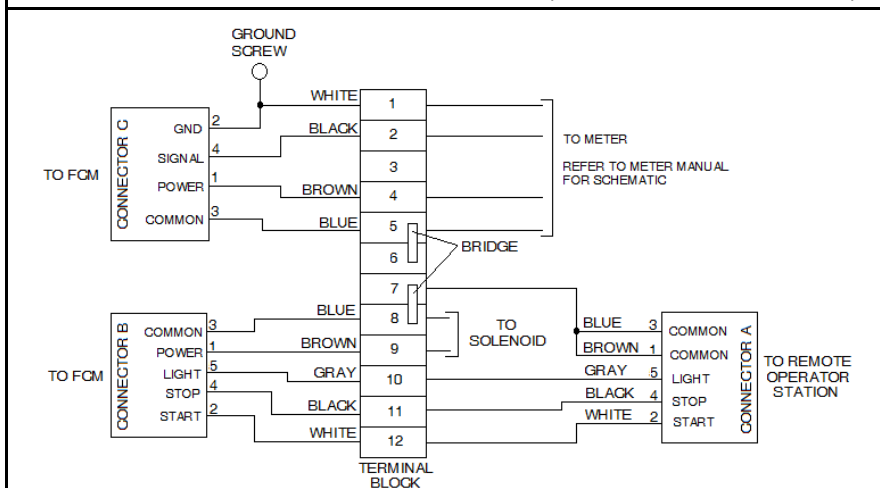 GROUND
SCREW
WHITE
1
GND
2
BLACK
2
SIGNAL
4
3
TO METER
REFER TO METER MANUAL
FOR SCHEMATIC
TO FCM
CONNECTOR C
POWER
1
BROWN
4
COMMON
3
BLUE
5
BRIDGE
6
7
BLUE
8
TO
SOLENOID
BLUE
3
COMMON
CONNECTOR B
COMMON
3
POWER
1
BROWN
9
BROWN
1
COMMON
CONNECTOR A
TO FCM
LIGHT
5
GRAY
10
GRAY
5
LIGHT
TO REMOTE
OPERATOR
STATION
STOP
4
BLACK
11
BLACK
4
STOP
START
2
WHITE
12
WHITE
2
START
TERMINAL
BLOCK